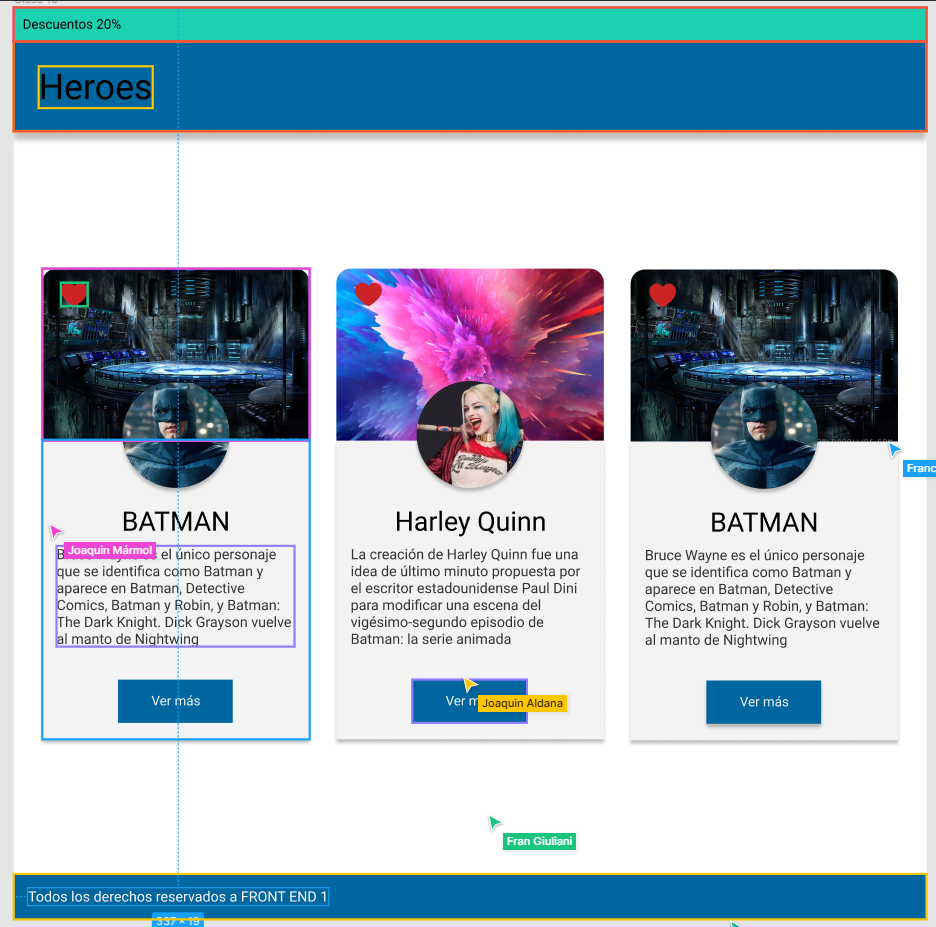 Descuentos 20%
Heroes
BATMAN
Joaquin Mármol
el único personaje
que se identifica como Batman y
aparece en Batman, Detective
Comics, Batman y Robin, y Batman:
The Dark Knight. Dick Grayson vuelve
al manto de Nightwing
Ver más
Harley Quinn
La creación de Harley Quinn fue una
idea de último minuto propuesta por
el escritor estadounidense Paul Dini
para modificar una escena del
vigésimo-segundo episodio de
Batman: la serie animada
Ver
Joaquin Aldana
BATMAN
Bruce Wayne es el único personaje
que se identifica como Batman y
aparece en Batman, Detective
Comics, Batman y Robin, y Batman:
The Dark Knight. Dick Grayson vuelve
al manto de Nightwing
Ver más
Franc
Fran Giuliani
Todos los derechos reservados a FRONT END 1
337 × 19